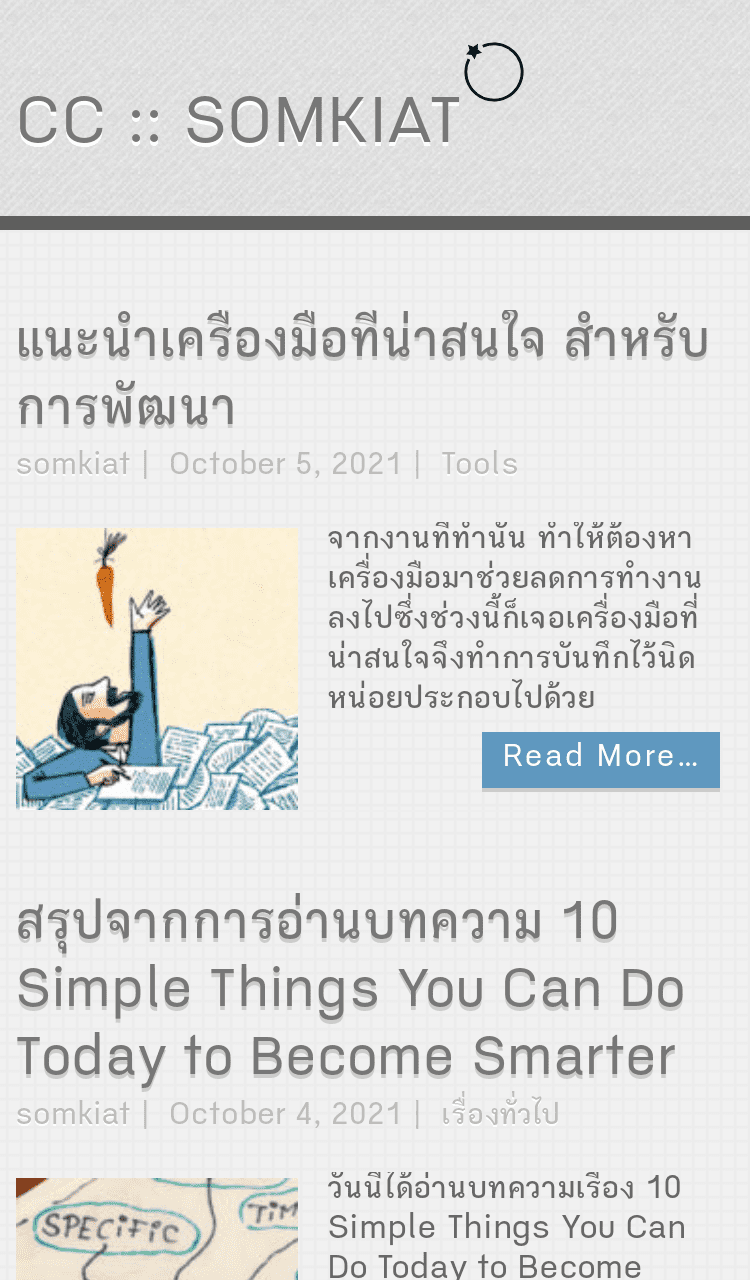 CC :: SOMKIAT
แนะนำเครื่องมือที่น่าสนใจ สำหรับ
การพัฒนา
somkiat | October 5, 2021 | Tools
จากงานที่ทำนั้น ทำให้ต้องหา
เครื่องมือมาช่วยลดการทำงาน
ลงไปซึ่งช่วงนี้ก็เจอเครื่องมือที่
น่าสนใจจึงทำการบันทึกไว้นิด
หน่อยประกอบไปด้วย
Read More...
สรุปจากการอ่านบทความ 10
Simple Things You Can Do
Today to Become Smarter
somkiat | October 4, 2021 | เรื่องทั่วไป
SPECIFIC
TIM
วันนี้ได้อ่านบทความเรื่อง 10
Simple Things You Can
Do Today to Become